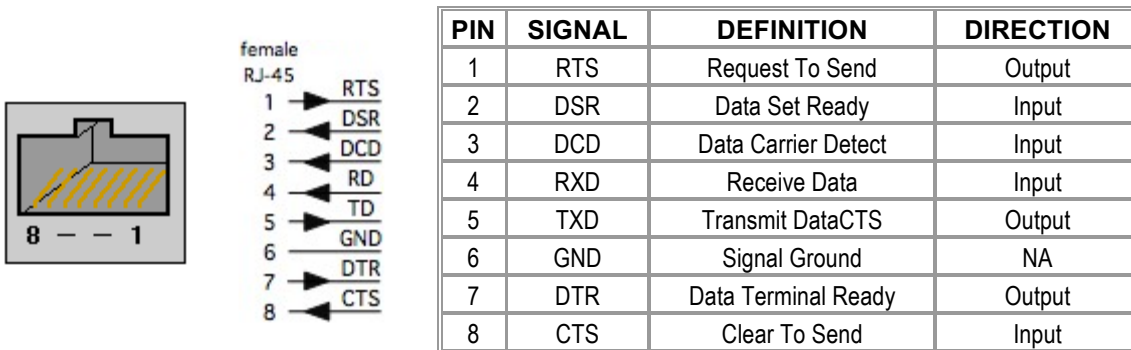 8 – – 1
female
RJ-45
1 RTS
2 DSR
3 DCD
4 RD
5 TD
6 GND
7 DTR
8 CTS
PIN SIGNAL DEFINITION DIRECTION
1 RTS Request To Send Output
2 DSR Data Set Ready Input
3 DCD Data Carrier Detect Input
4 RXD Receive Data Input
5 TXD Transmit DataCTS Output
6 GND Signal Ground NA
7 DTR Data Terminal Ready Output
8 CTS Clear To Send Input